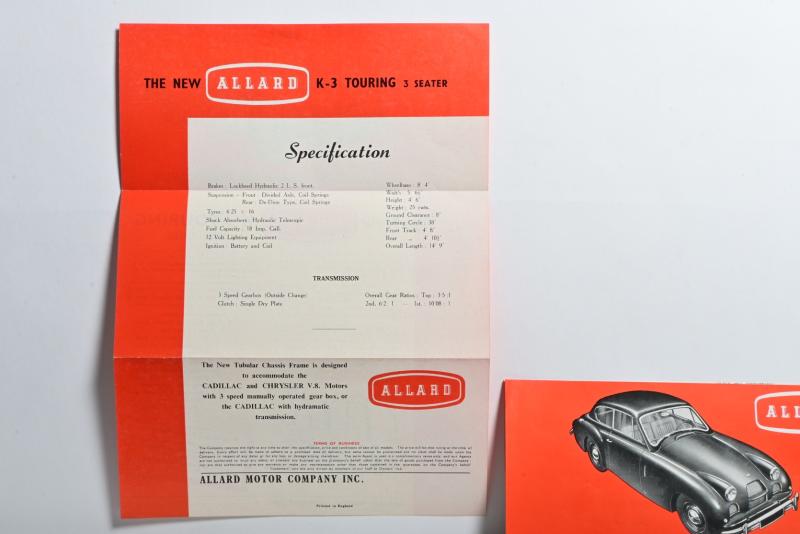 THE NEW ALLARD K-3 TOURING 3 SEATER
Specification
Brakes : Lockheed Hydraulic 2 L. S. front.
Suspension - Front : Divided Axle, Coil Springs
Rear : De-Dion Type, Coil Springs
Tyres : 6·25 × 16
Shock Absorbers : Hydraulic Telescopic
Fuel Capacity : 18 Imp. Gall.
12 Volt Lighting Equipment
Ignition : Battery and Coil
Wheelbase : 8' 4"
Width :
Height : 4' 6"
Weight : 25 cwts.
Ground Clearance : 8"
Turning Circle : 38'
Front Track : 4' 8"
Rear „ 4' 10½"
Overall Length : 14' 9"
TRANSMISSION
3 Speed Gearbox (Outside Change)
Clutch : Single Dry Plate
Overall Gear Ratios : Top : 3·5 : 1
2nd. 6·2 : 1 — 1st. : 10·08 : 1
The New Tubular Chassis Frame is designed
to accommodate the
CADILLAC and CHRYSLER V.8. Motors
with 3 speed manually operated gear box, or
the CADILLAC with hydramatic
transmission.
ALLARD
TERMS OF BUSINESS
ALLARD MOTOR COMPANY INC.
Printed in England